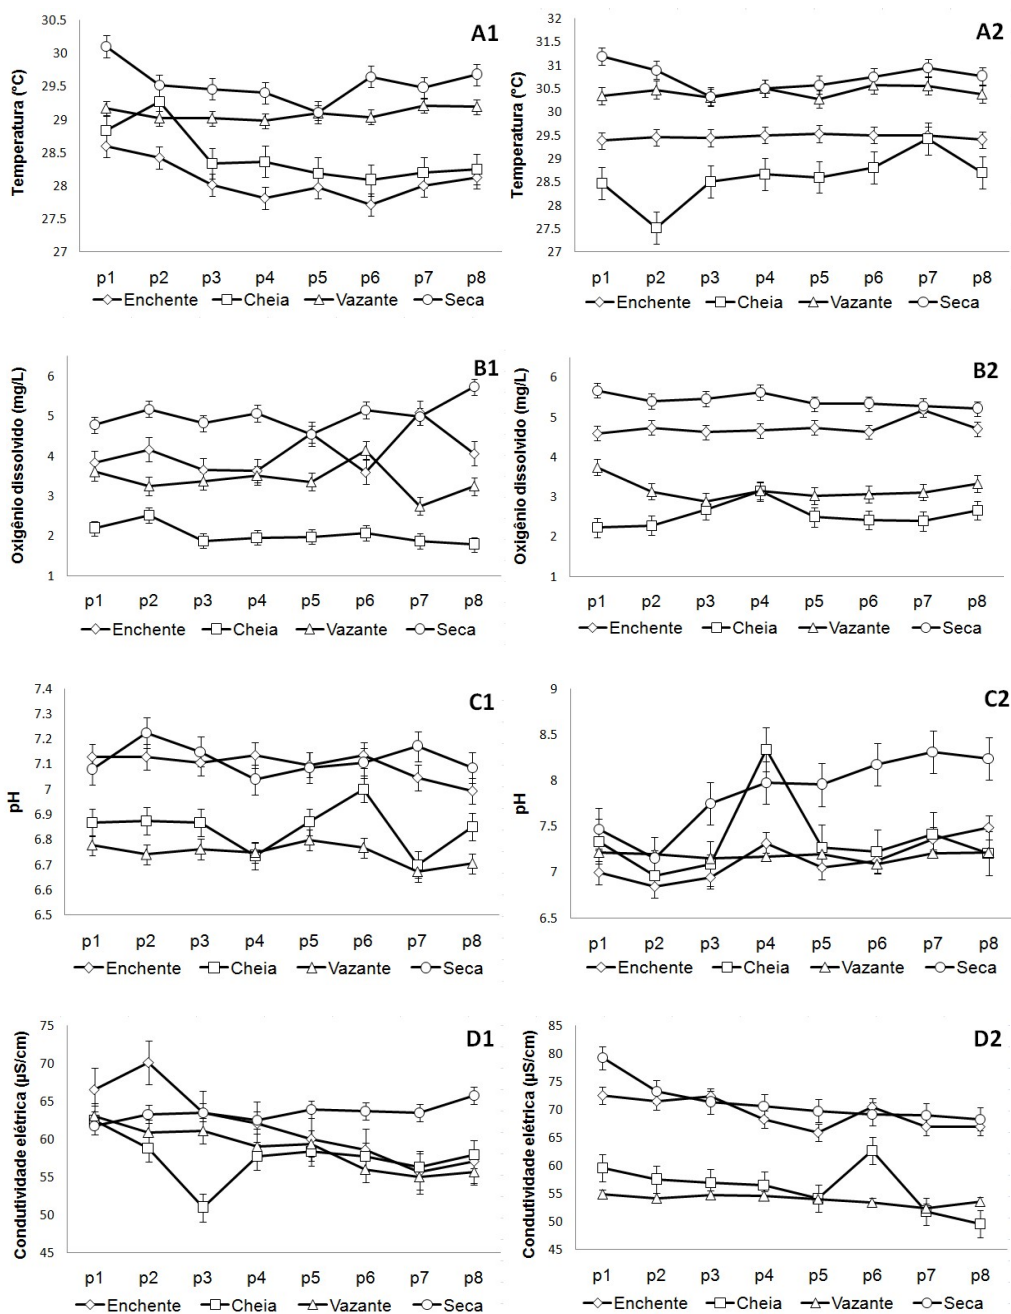 A1
Temperatura (°C)
30.5
30
29.5
29
28.5
28
27.5
27
p1 p2 p3 p4 p5 p6 p7 p8
Enchente Cheia Vazante Seca
A2
Temperatura (°C)
32
31.5
31
30.5
30
29.5
29
28.5
28
27.5
27
p1 p2 p3 p4 p5 p6 p7 p8
Enchente Cheia Vazante Seca
B1
Oxigênio dissolvido (mg/L)
6
5
4
3
2
1
p1 p2 p3 p4 p5 p6 p7 p8
Enchente Cheia Vazante Seca
B2
Oxigênio dissolvido (mg/L)
6
5
4
3
2
1
p1 p2 p3 p4 p5 p6 p7 p8
Enchente Cheia Vazante Seca
C1
pH
7.4
7.3
7.2
7.1
7
6.9
6.8
6.7
6.6
6.5
p1 p2 p3 p4 p5 p6 p7 p8
Enchente Cheia Vazante Seca
C2
pH
9
8.5
8
7.5
7
6.5
p1 p2 p3 p4 p5 p6 p7 p8
Enchente Cheia Vazante Seca
D1
Condutividade elétrica (µS/cm)
75
70
65
60
55
50
45
p1 p2 p3 p4 p5 p6 p7 p8
Enchente Cheia Vazante Seca
D2
Condutividade elétrica (µS/cm)
85
80
75
70
65
60
55
50
45
p1 p2 p3 p4 p5 p6 p7 p8
Enchente Cheia Vazante Seca